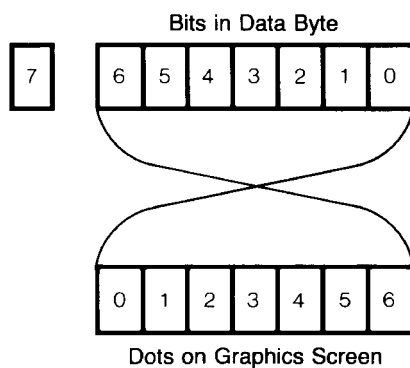 Bits in Data Byte
7 6 5 4 3 2 1 0
0 1 2 3 4 5 6
Dots on Graphics Screen